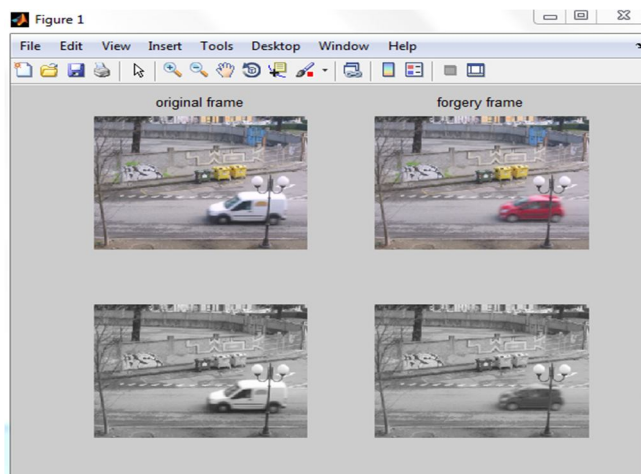 Figure 1
File Edit View Insert Tools Desktop Window Help
original frame forgery frame